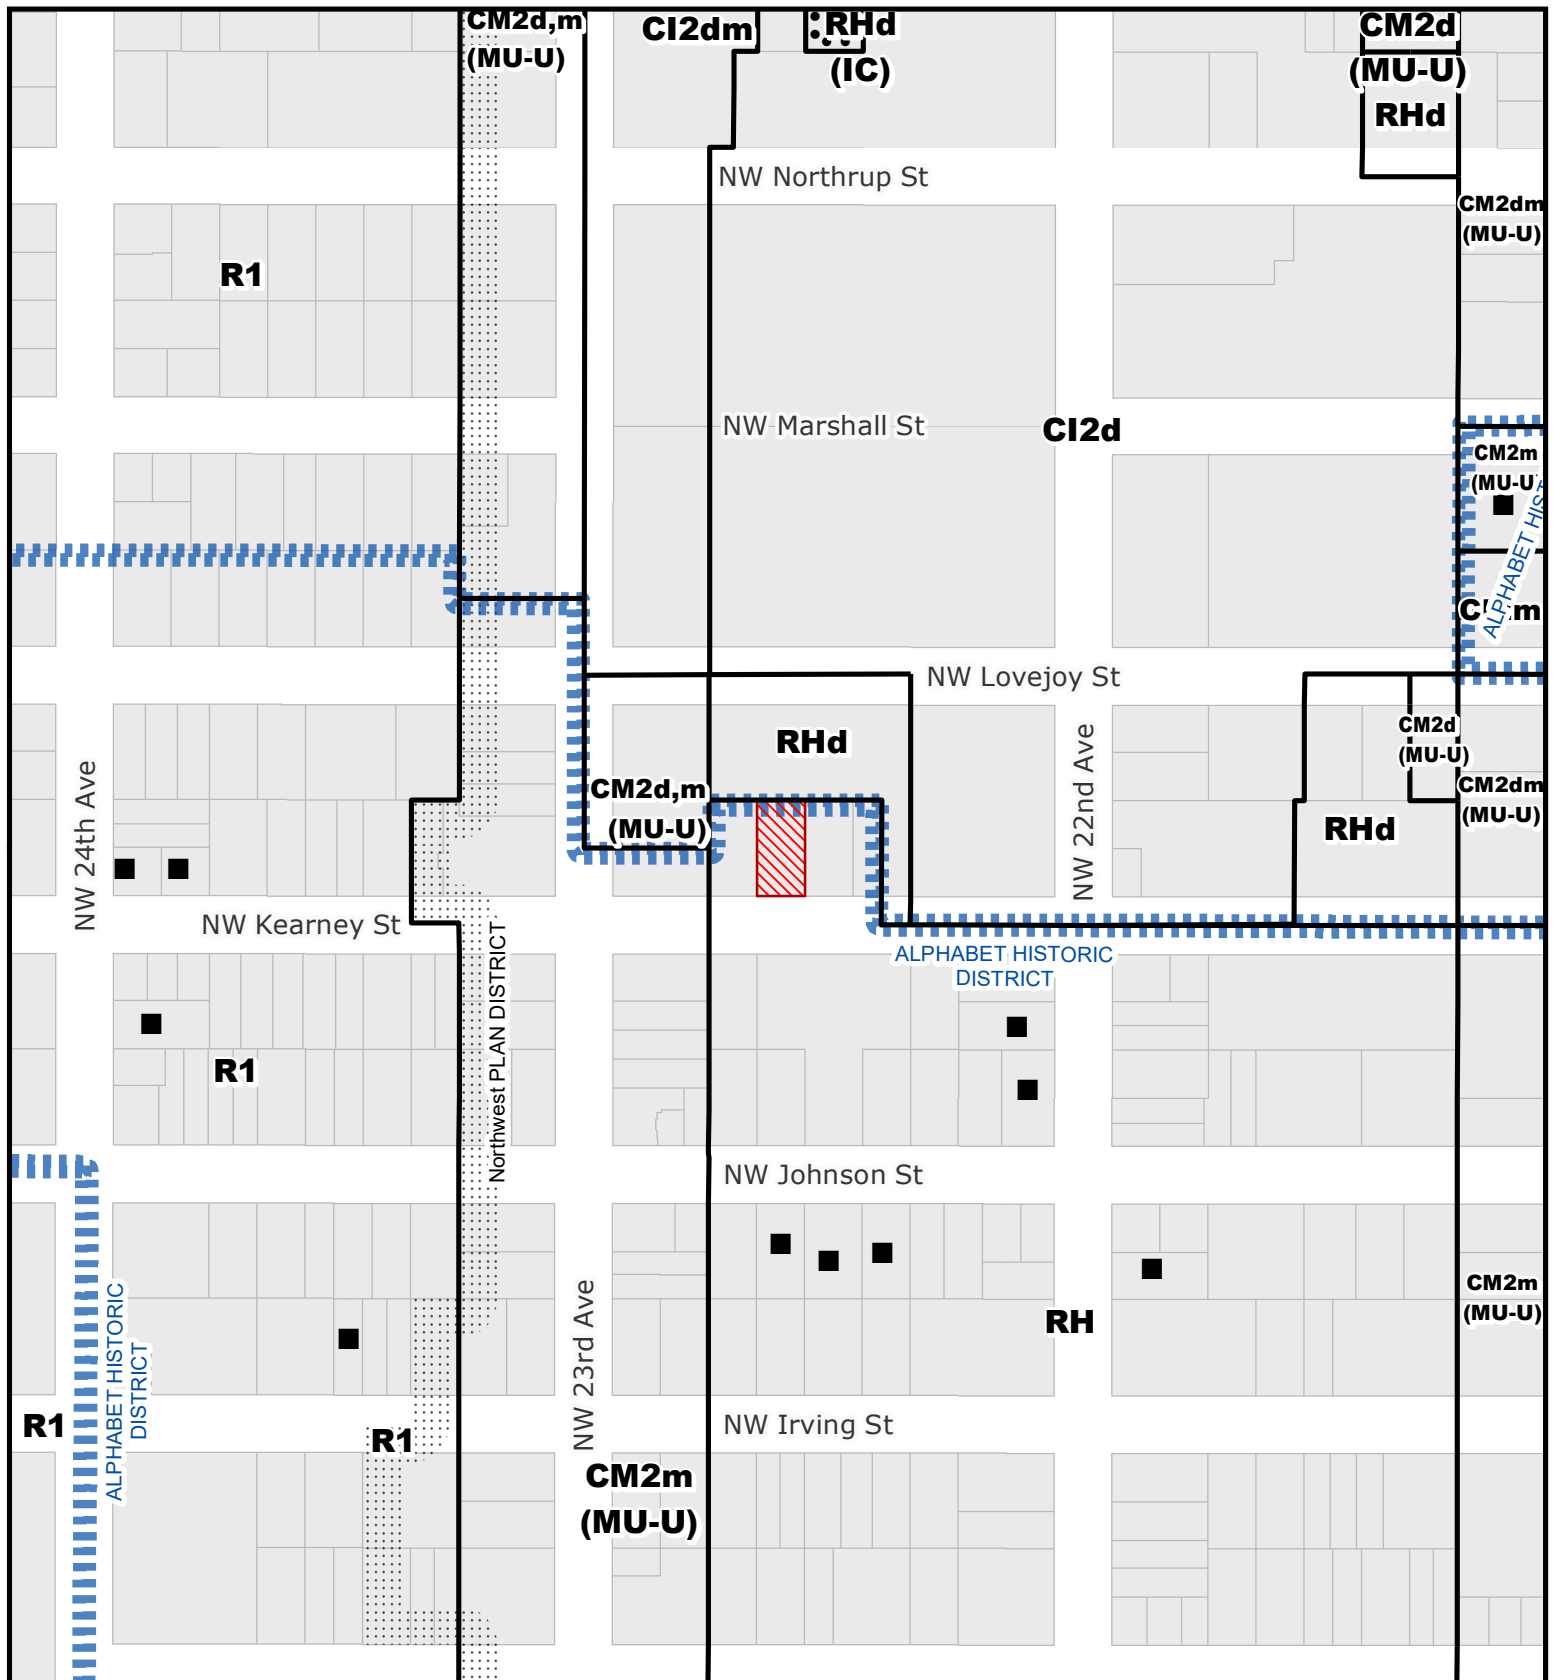 CM2d,m
(MU-U)
CI2dm
RHd
(IC)
CM2d
(MU-U)
RHd
NW Northrup St
CM2dm
(MU-U)
R1
NW Marshall St
CI2d
CM2m
(MU-U)
ALPHABET HIST
NW Lovejoy St
RHd
CM2d
(MU-U)
CM2d,m
(MU-U)
CM2dm
(MU-U)
RHd
NW 24th Ave
NW 22nd Ave
NW Kearney St
ALPHABET HISTORIC
DISTRICT
Northwest PLAN DISTRICT
R1
NW Johnson St
CM2m
(MU-U)
RH
ALPHABET HISTORIC
DISTRICT
NW 23rd Ave
R1
R1
NW Irving St
CM2m
(MU-U)